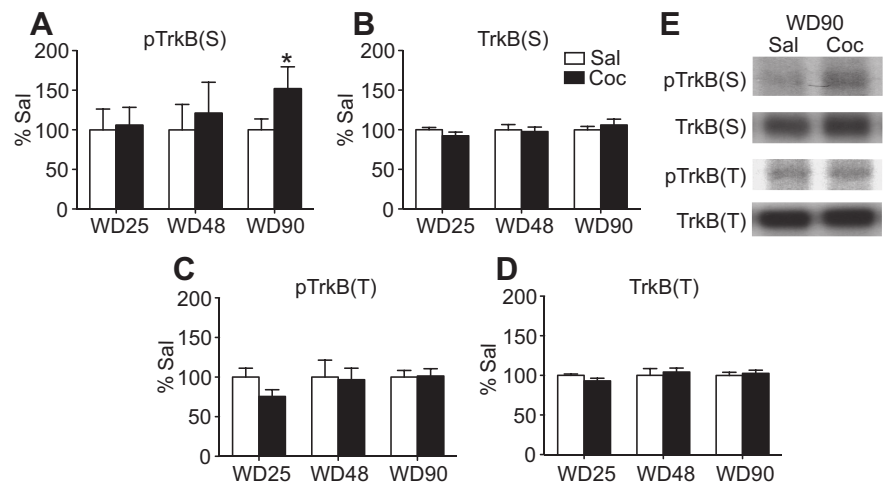 A
pTrkB(S)
200
150
100
50
0
% Sal
WD25 WD48 WD90
*
B
TrkB(S)
200
150
100
50
0
% Sal
WD25 WD48 WD90
Sal
Coc
E
WD90
Sal Coc
pTrkB(S)
TrkB(S)
pTrkB(T)
TrkB(T)
C
pTrkB(T)
200
150
100
50
0
% Sal
WD25 WD48 WD90
D
TrkB(T)
200
150
100
50
0
% Sal
WD25 WD48 WD90